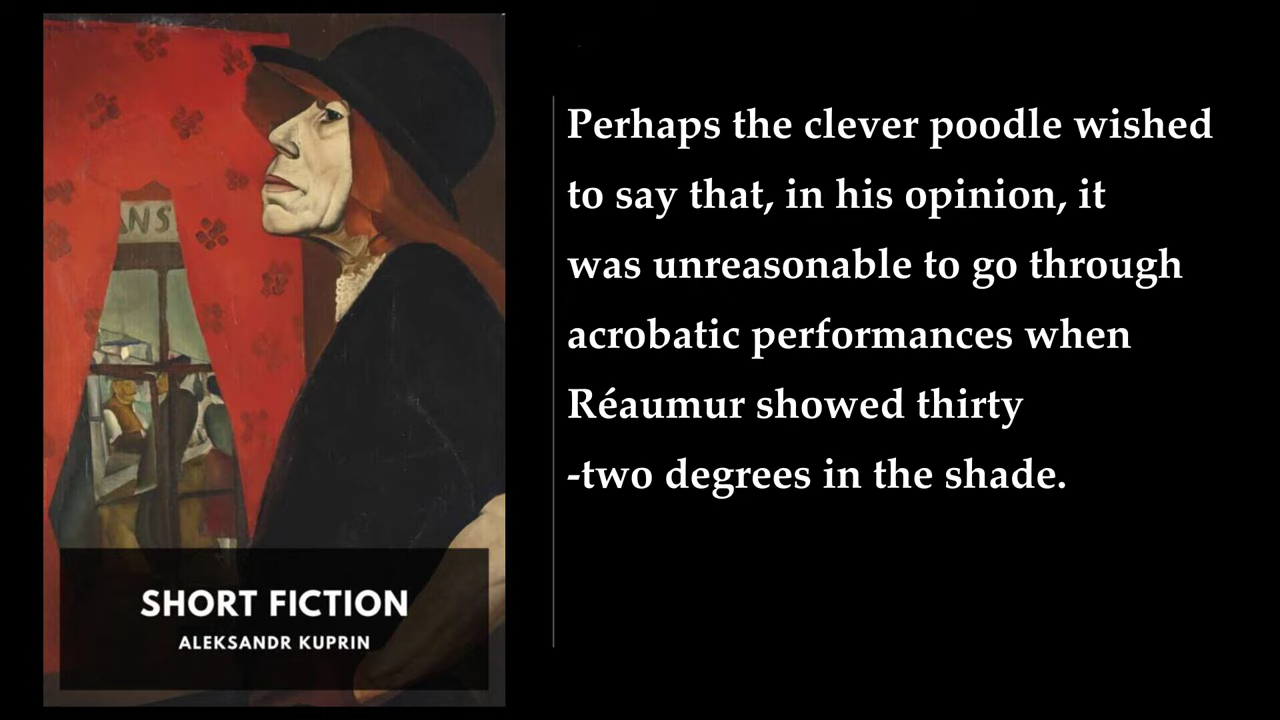 ANS
SHORT FICTION
ALEKSANDR KUPRIN
Perhaps the clever poodle wished
to say that, in his opinion, it
was unreasonable to go through
acrobatic performances when
Réaumur showed thirty
-two degrees in the shade.